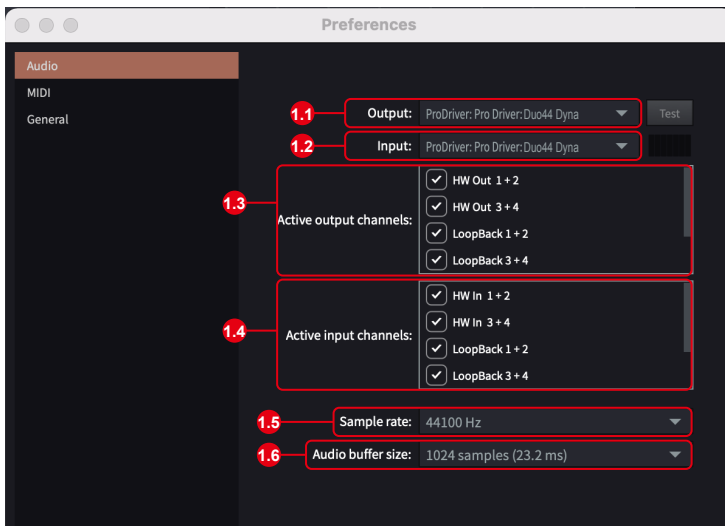 Preferences
Audio
MIDI
General
1.1 Output: ProDriver: Pro Driver:Duo44 Dyna Test
1.2 Input: ProDriver: Pro Driver:Duo44 Dyna
1.3 Active output channels:
HW Out 1 + 2
HW Out 3 + 4
LoopBack 1 + 2
LoopBack 3 + 4
1.4 Active input channels:
HW In 1 + 2
HW In 3 + 4
LoopBack 1 + 2
LoopBack 3 + 4
1.5 Sample rate: 44100 Hz
1.6 Audio buffer size: 1024 samples (23.2 ms)